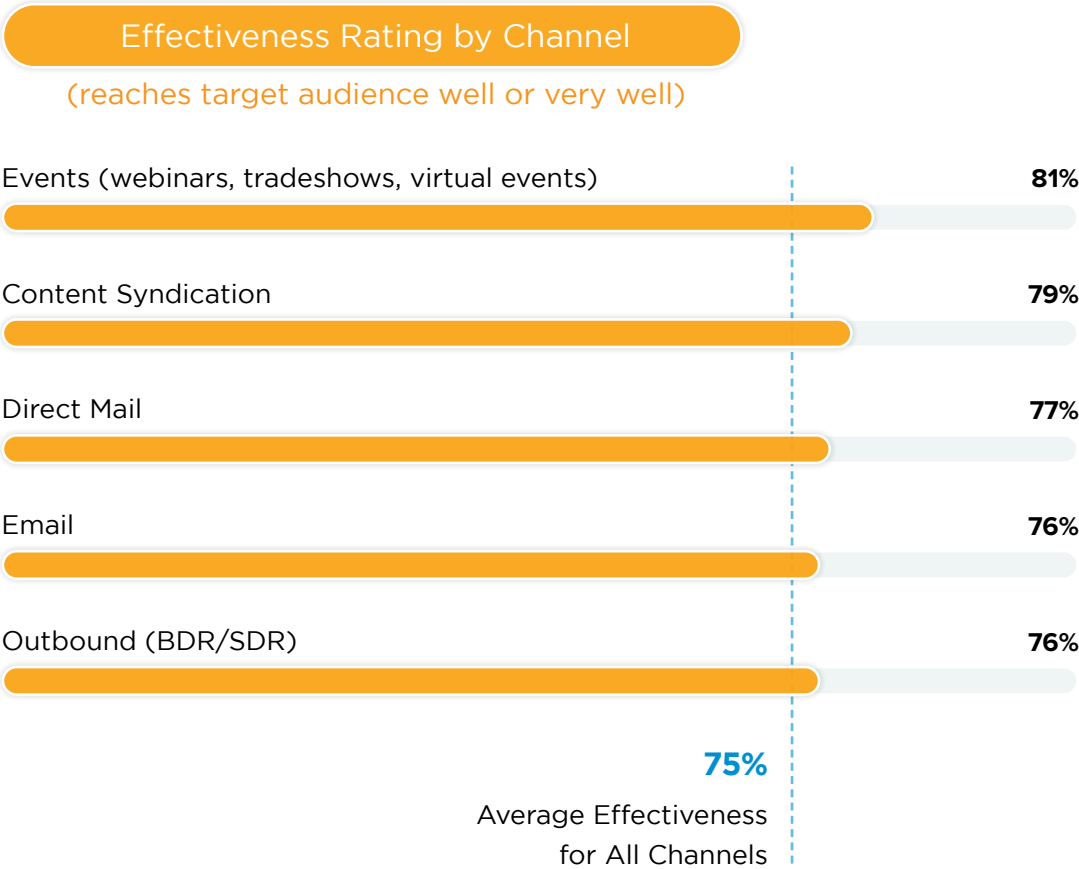 Effectiveness Rating by Channel
(reaches target audience well or very well)
Events (webinars, tradeshows, virtual events) 81%
Content Syndication 79%
Direct Mail 77%
Email 76%
Outbound (BDR/SDR) 76%
75%
Average Effectiveness
for All Channels